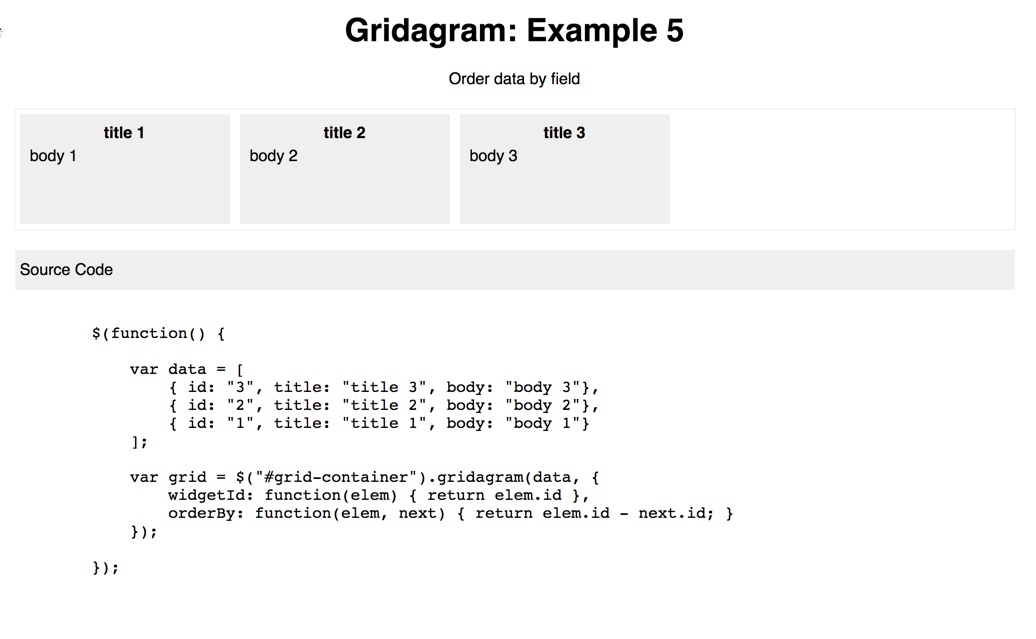 Gridagram: Example 5
Order data by field
title 1 title 2 title 3
body 1 body 2 body 3
Source Code
$(function() {
var data = [
{ id: "3", title: "title 3", body: "body 3"},
{ id: "2", title: "title 2", body: "body 2"},
{ id: "1", title: "title 1", body: "body 1"}
];
var grid = $("#grid-container").gridagram(data, {
widgetId: function(elem) { return elem.id },
orderBy: function(elem, next) { return elem.id - next.id; }
});
});